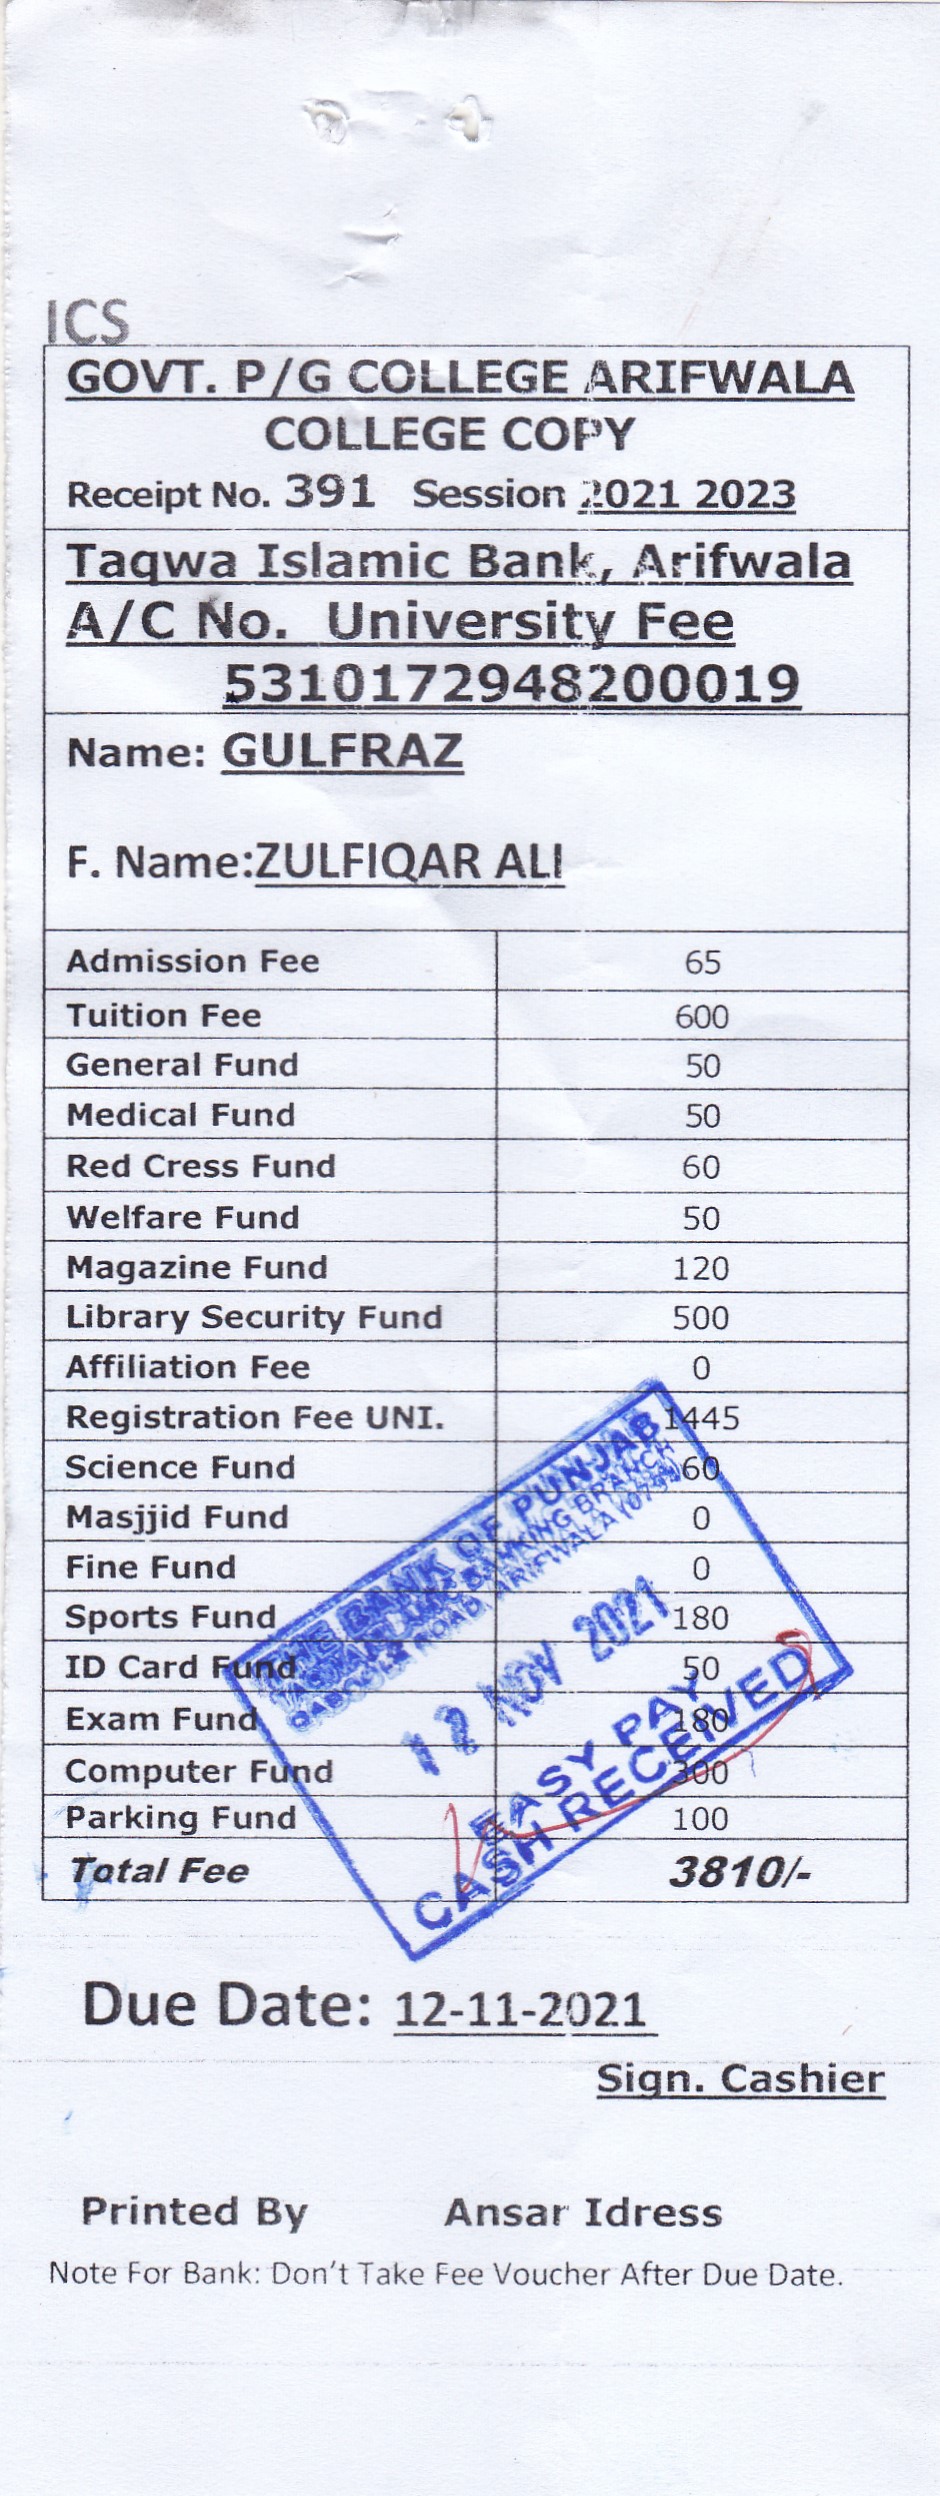 ICS
GOVT. P/G COLLEGE ARIFWALA
COLLEGE COPY
Receipt No. 391 Session 2021 2023
Taqwa Islamic Bank, Arifwala
A/C No. University Fee
5310172948200019
Name: GULFRAZ
F. Name:ZULFIQAR ALI
Admission Fee 65
Tuition Fee 600
General Fund 50
Medical Fund 50
Red Cress Fund 60
Welfare Fund 50
Magazine Fund 120
Library Security Fund 500
Affiliation Fee 0
Registration Fee UNI. 1445
Science Fund 60
Masjjid Fund 0
Fine Fund 0
Sports Fund 180
ID Card Fund 50
Exam Fund 180
Computer Fund 300
Parking Fund 100
Total Fee 3810/-
THE BANK OF PUNJAB
BANKING BRANCH
ROAD, ARIFWALA
12 NOV 2021
EASY PAY
CASH RECEIVED
Due Date: 12-11-2021
Sign. Cashier
Printed By Ansar Idress
Note For Bank: Don't Take Fee Voucher After Due Date.